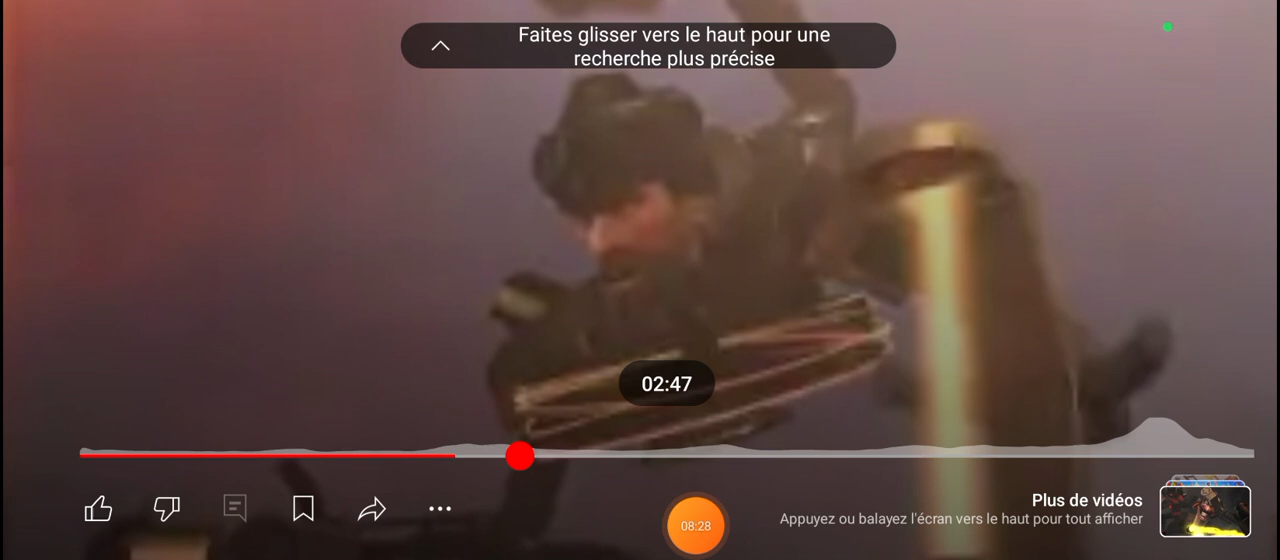 Faites glisser vers le haut pour une
recherche plus précise
02:47
Plus de vidéos
Appuyez ou balayez l'écran vers le haut pour tout afficher
08:28